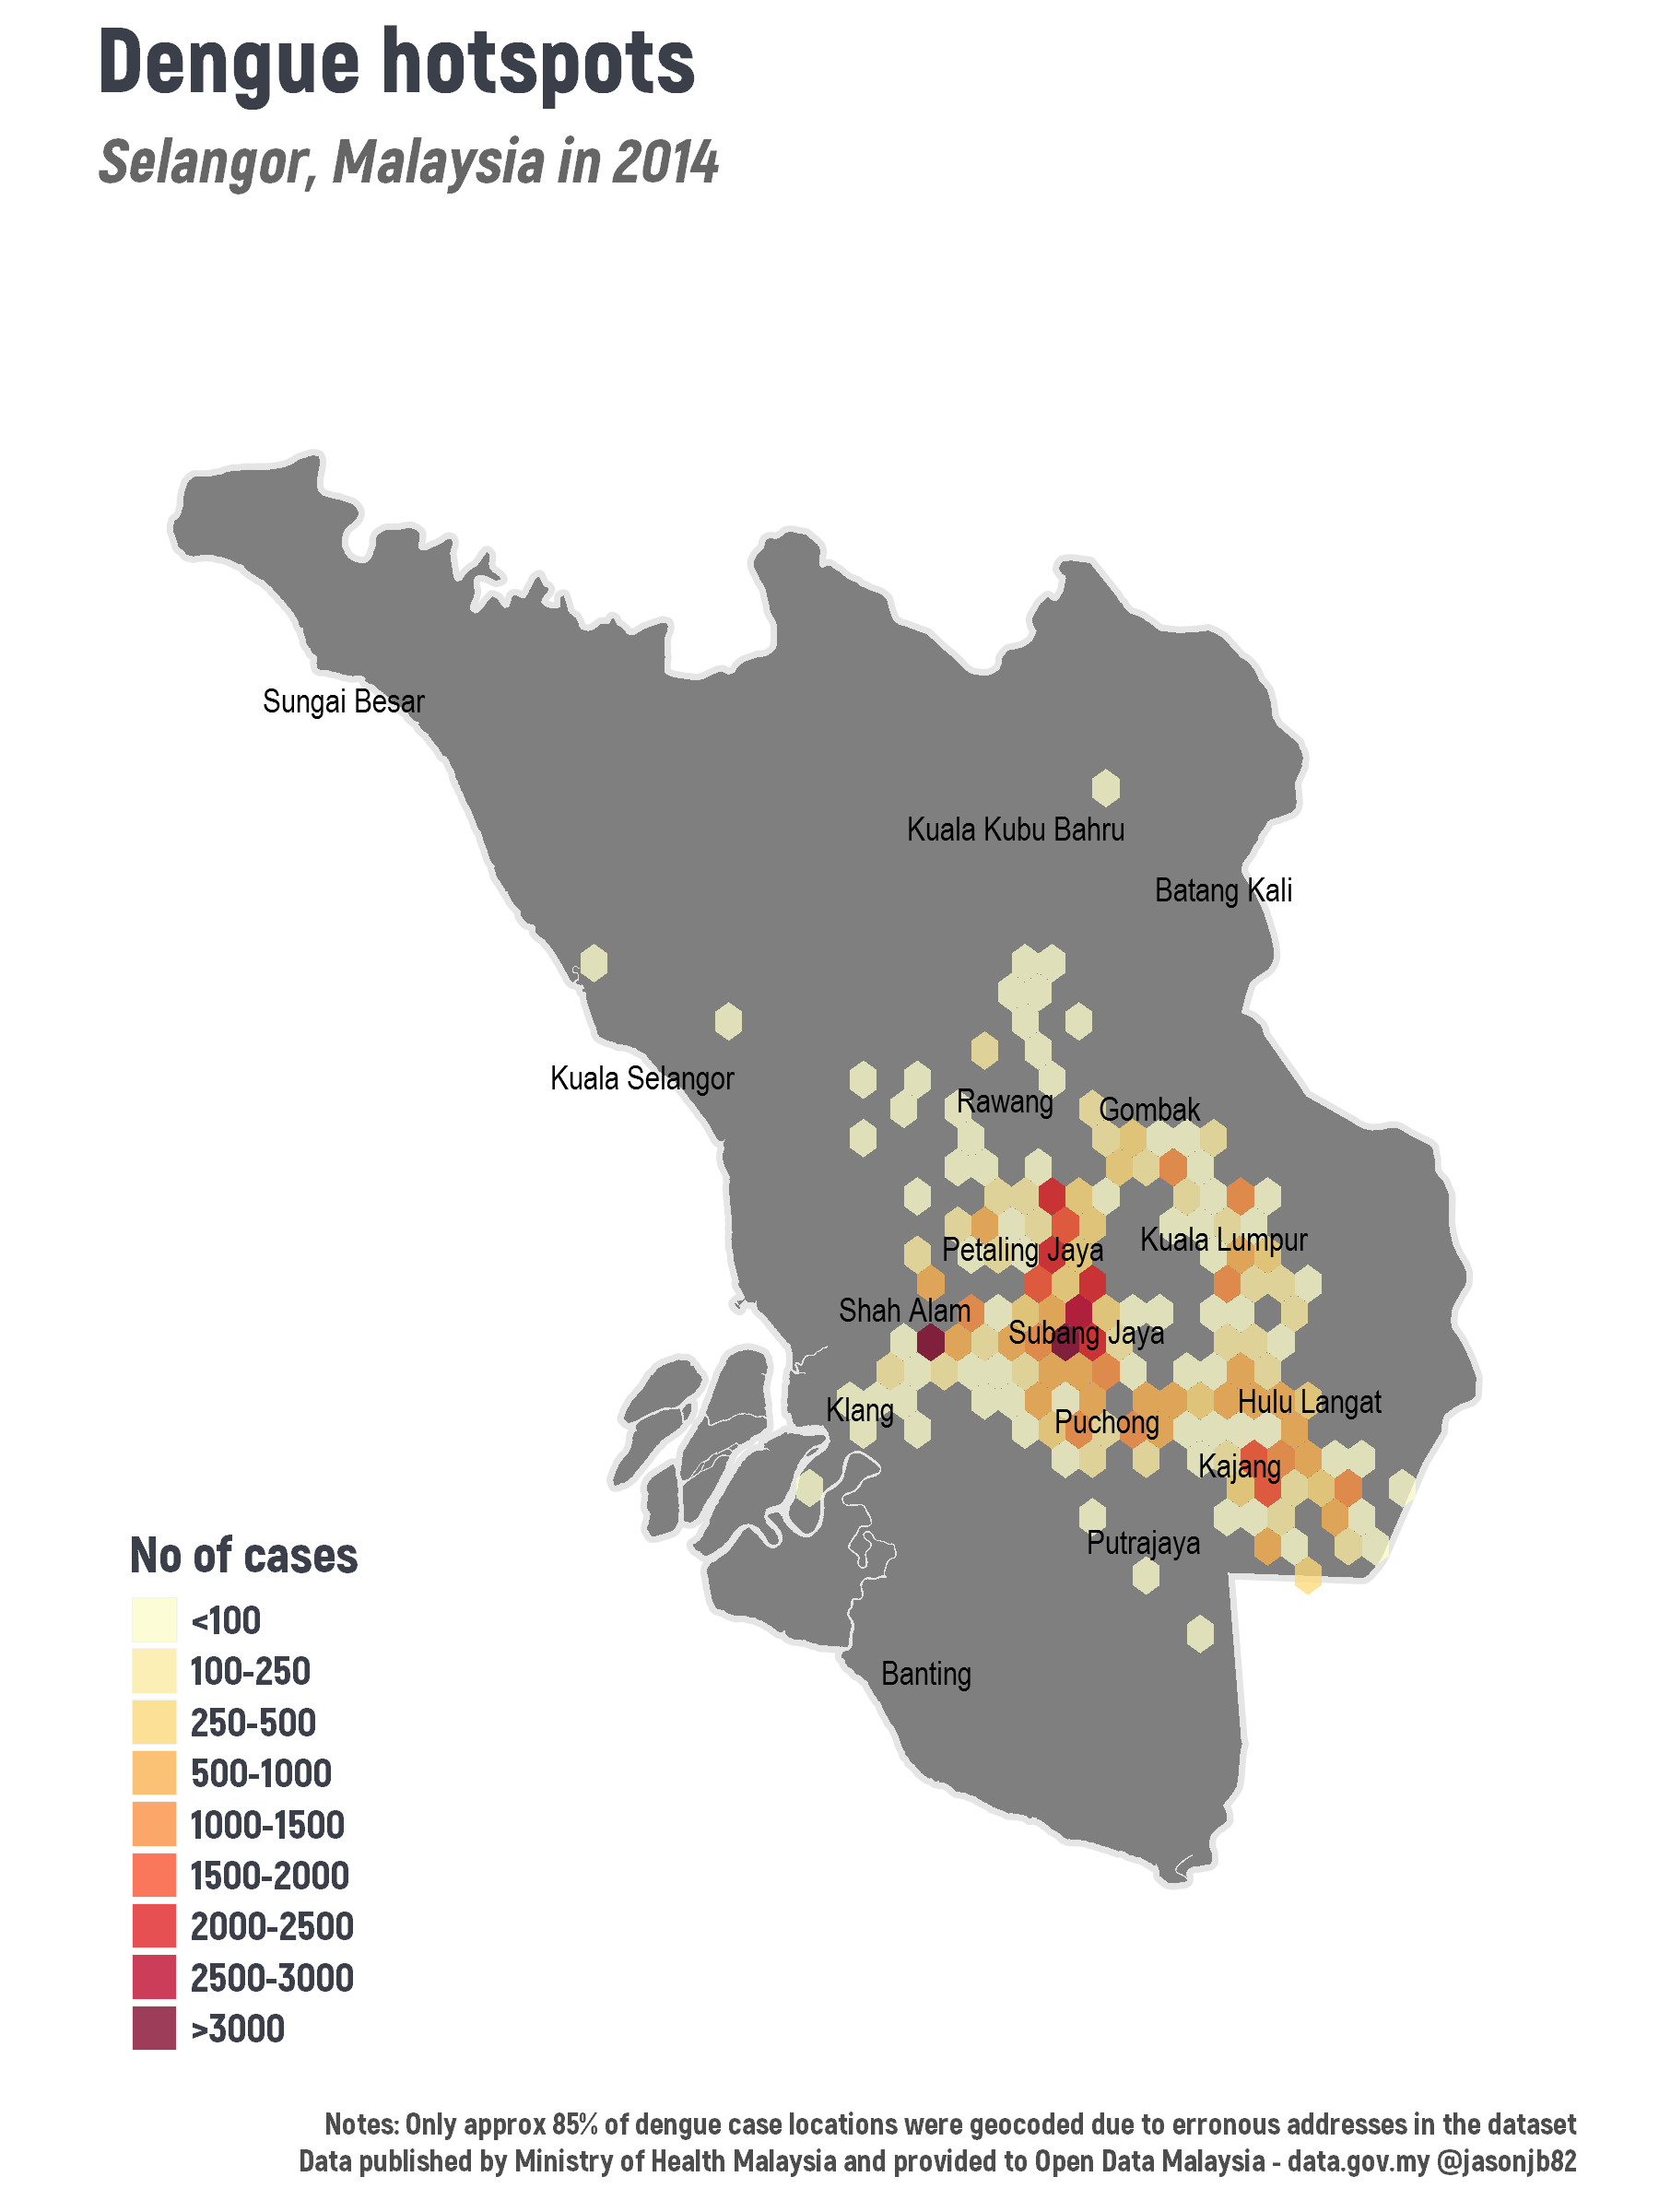 Dengue hotspots
Selangor, Malaysia in 2014
Sungai Besar
Kuala Kubu Bahru
Batang Kali
Kuala Selangor
Rawang
Gombak
Petaling Jaya
Kuala Lumpur
Shah Alam
Subang Jaya
Klang
Puchong
Hulu Langat
Kajang
Putrajaya
Banting
No of cases
<100
100-250
250-500
500-1000
1000-1500
1500-2000
2000-2500
2500-3000
>3000
Notes: Only approx 85% of dengue case locations were geocoded due to erronous addresses in the dataset
Data published by Ministry of Health Malaysia and provided to Open Data Malaysia - data.gov.my @jasonjb82